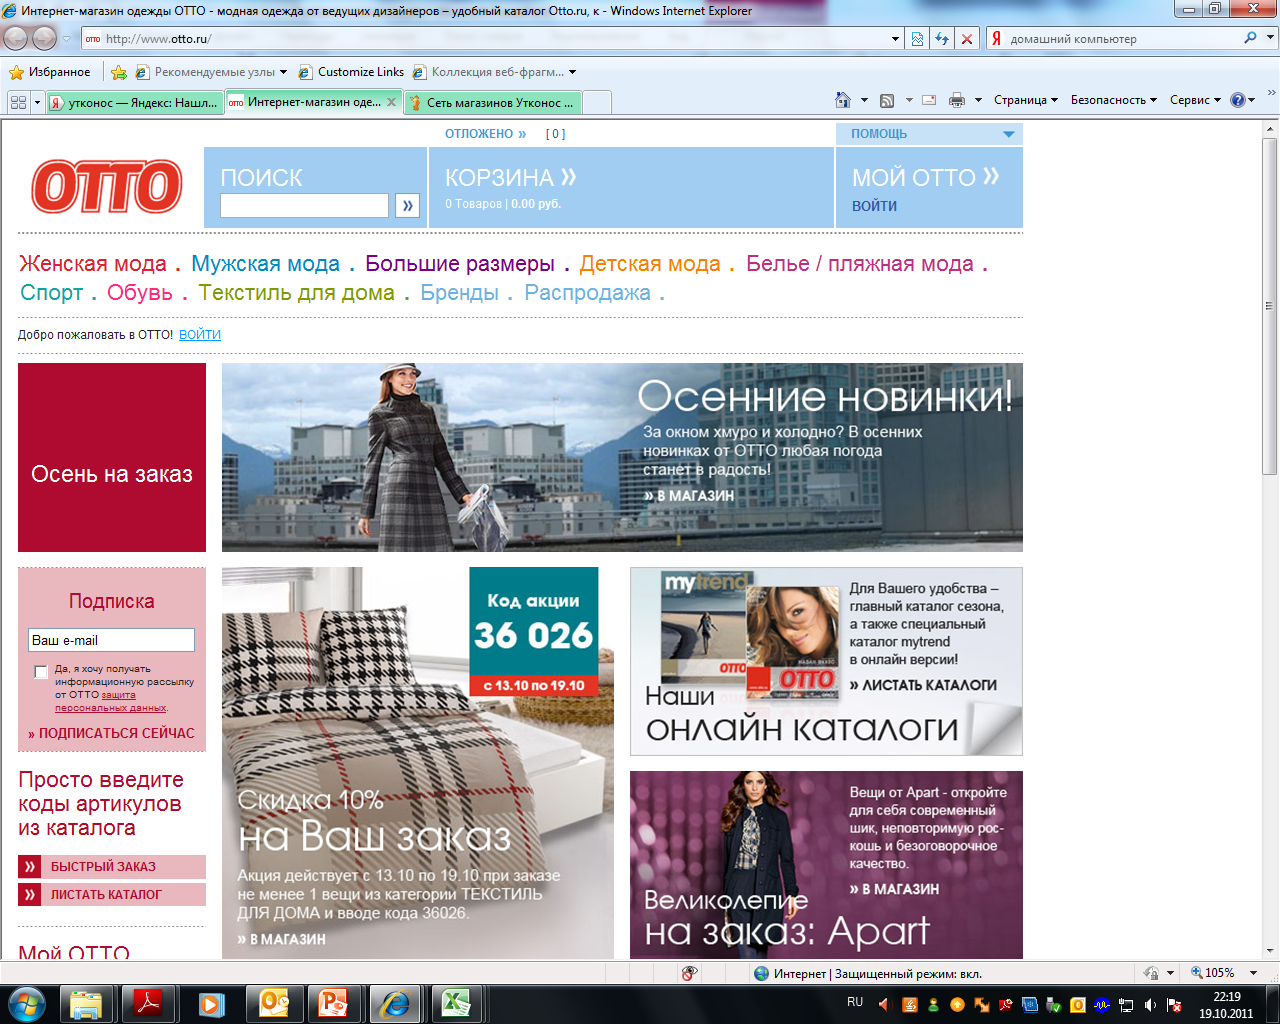 Интернет-магазин одежды ОТТО - модная одежда от ведущих дизайнеров – удобный каталог Otto.ru, к - Windows Internet Explorer
http://www.otto.ru/
домашний компьютер
Избранное
Рекомендуемые узлы
Customize Links
Коллекция веб-фрагм...
утконос — Яндекс: Нашл...
Интернет-магазин оде...
Сеть магазинов Утконос ...
Страница
Безопасность
Сервис
ОТЛОЖЕНО » [ 0 ]
ПОМОЩЬ
OTTO
ПОИСК
КОРЗИНА »
0 Товаров | 0.00 руб.
МОЙ ОТТО »
ВОЙТИ
Женская мода . Мужская мода . Большие размеры . Детская мода . Белье / пляжная мода .
Спорт . Обувь . Текстиль для дома . Бренды . Распродажа .
Добро пожаловать в ОТТО! ВОЙТИ
Осень на заказ
Осенние новинки!
За окном хмуро и холодно? В осенних
новинках от ОТТО любая погода
станет в радость!
» В МАГАЗИН
Подписка
Ваш e-mail
Да, я хочу получать
информационную рассылку
от ОТТО защита
персональных данных.
» ПОДПИСАТЬСЯ СЕЙЧАС
Просто введите
коды артикулов
из каталога
» БЫСТРЫЙ ЗАКАЗ
» ЛИСТАТЬ КАТАЛОГ
Мой ОТТО
Код акции
36 026
с 13.10 по 19.10
Скидка 10%
на Ваш заказ
Акция действует с 13.10 по 19.10 при заказе
не менее 1 вещи из категории ТЕКСТИЛЬ
ДЛЯ ДОМА и вводе кода 36026.
» В МАГАЗИН
mytrend
OTTO
OTTO
Для Вашего удобства –
главный каталог сезона,
а также специальный
каталог mytrend
в онлайн версии!
» ЛИСТАТЬ КАТАЛОГИ
Наши
онлайн каталоги
Вещи от Apart - откройте
для себя современный
шик, неповторимую рос-
кошь и безоговорочное
качество.
» В МАГАЗИН
Великолепие
на заказ: Apart
Интернет | Защищенный режим: вкл.
105%
RU
22:19
19.10.2011